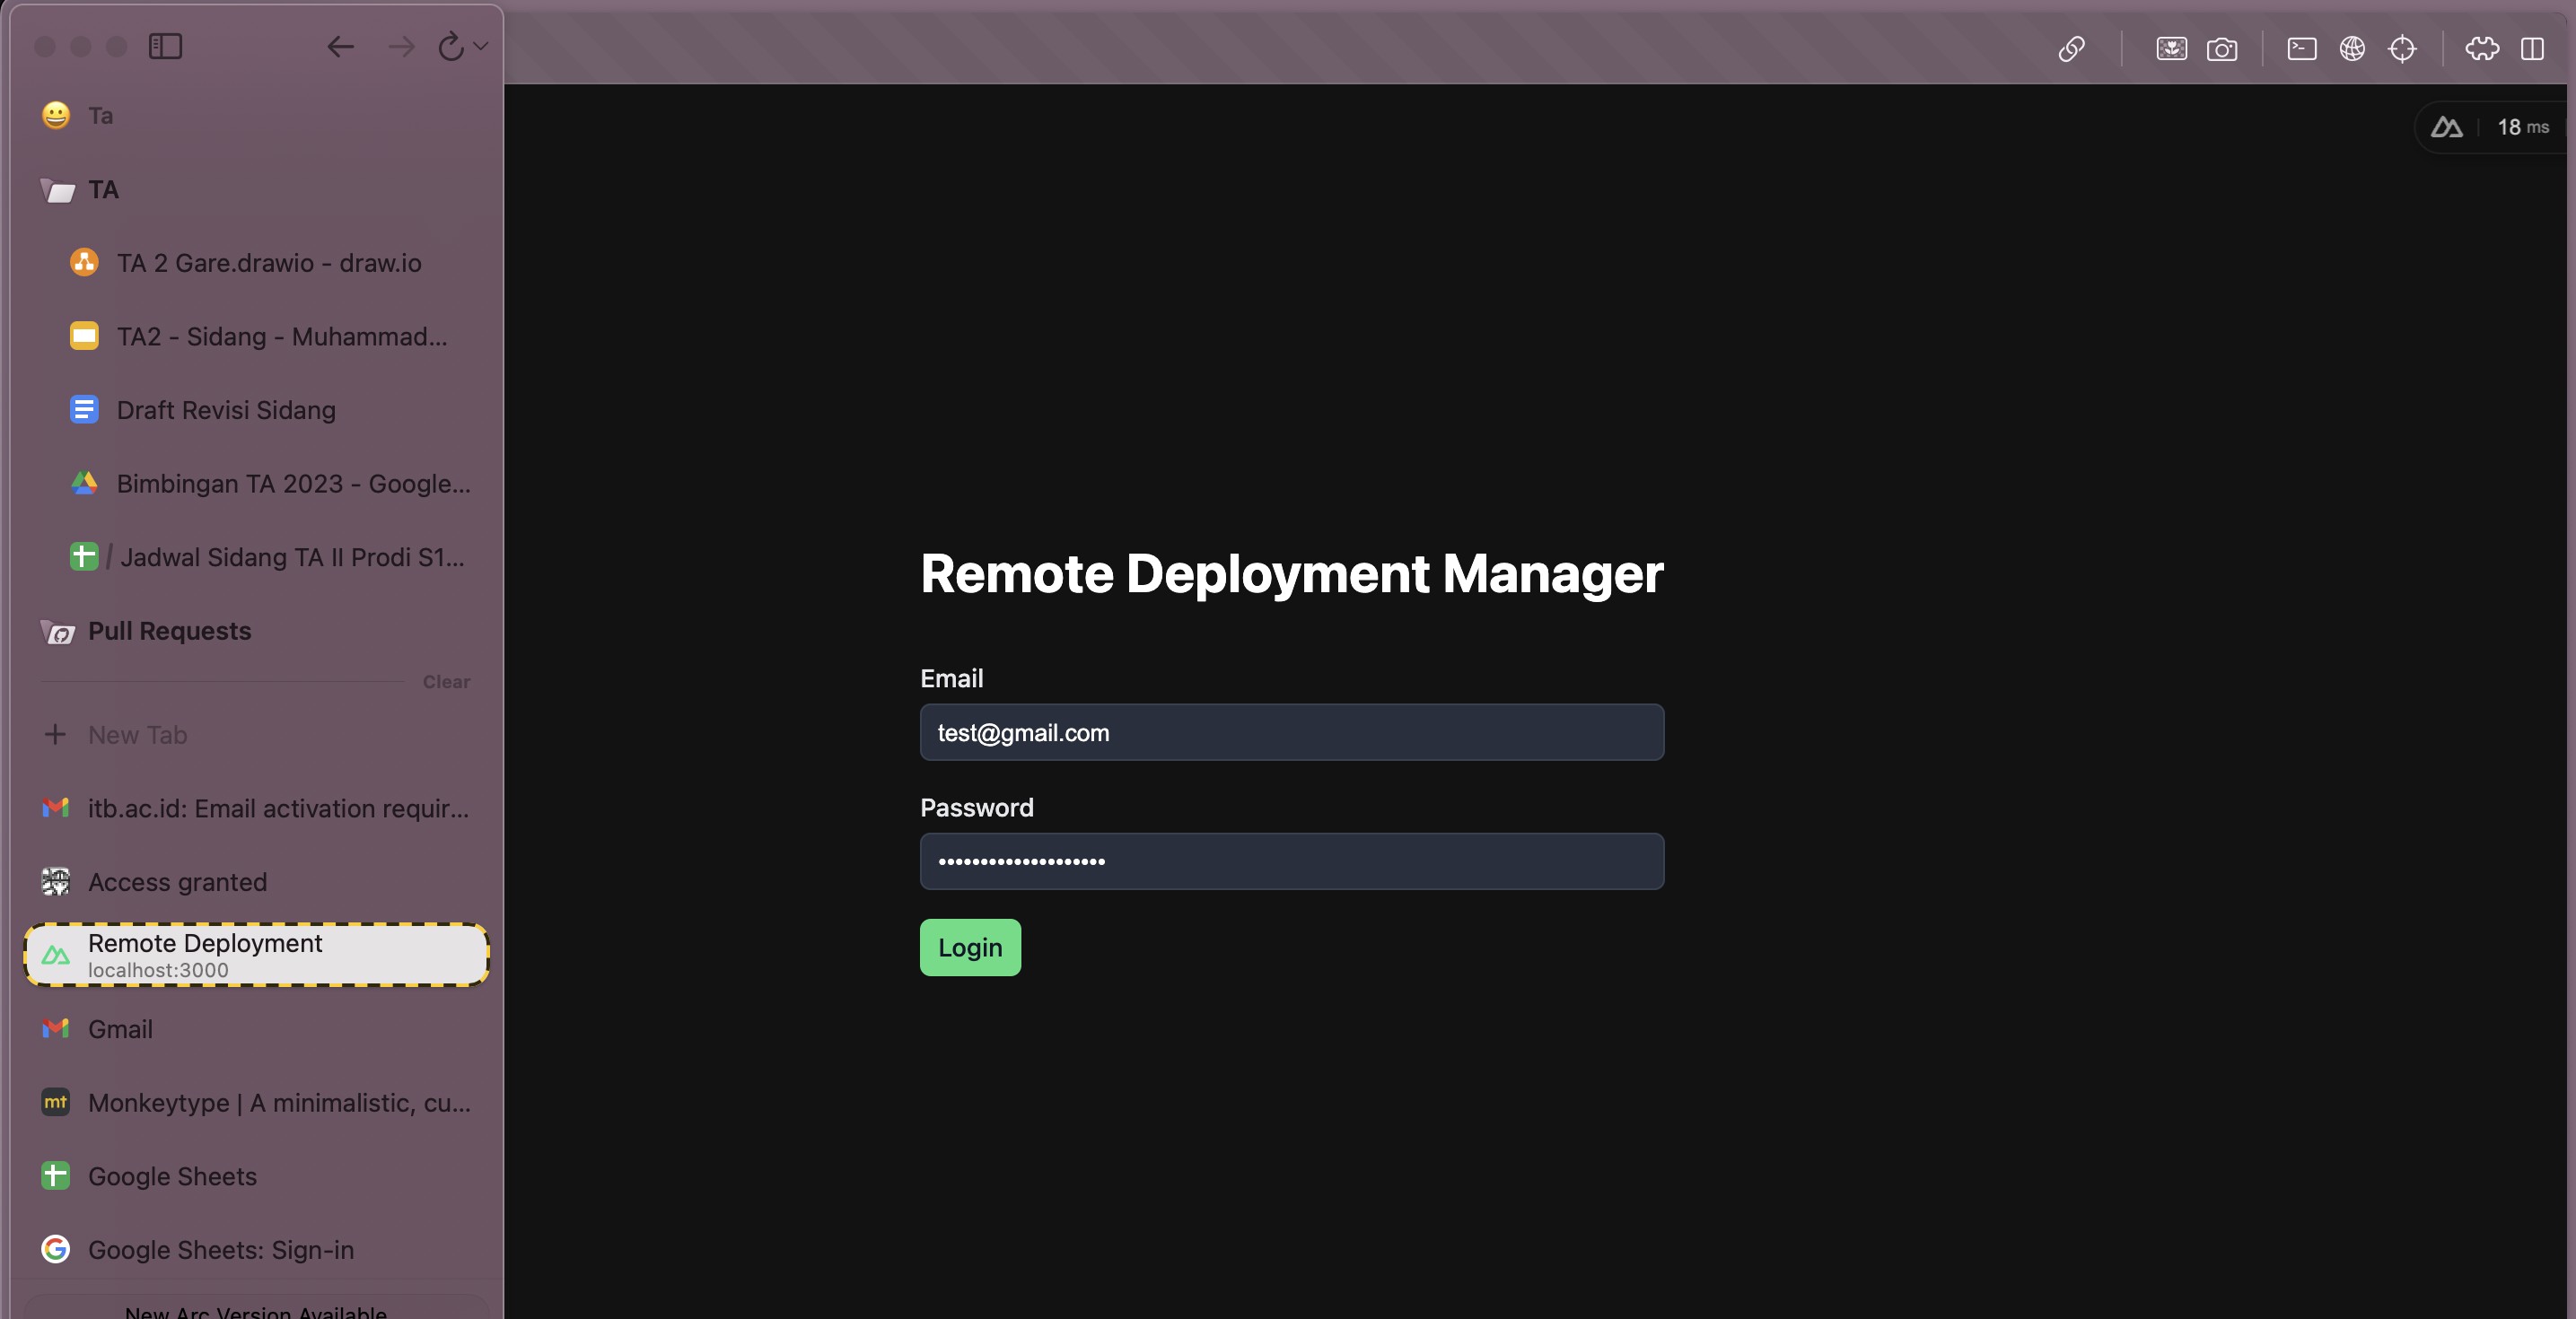 Ta
TA
TA 2 Gare.drawio - draw.io
TA2 - Sidang - Muhammad...
Draft Revisi Sidang
Bimbingan TA 2023 - Google...
/ Jadwal Sidang TA II Prodi S1...
Pull Requests
Clear
New Tab
itb.ac.id: Email activation requir...
Access granted
Remote Deployment
localhost:3000
Gmail
mt Monkeytype | A minimalistic, cu...
Google Sheets
Google Sheets: Sign-in
New Arc Version Available
18 ms
Remote Deployment Manager
Email
test@gmail.com
Password
••••••••••••••••••••
Login